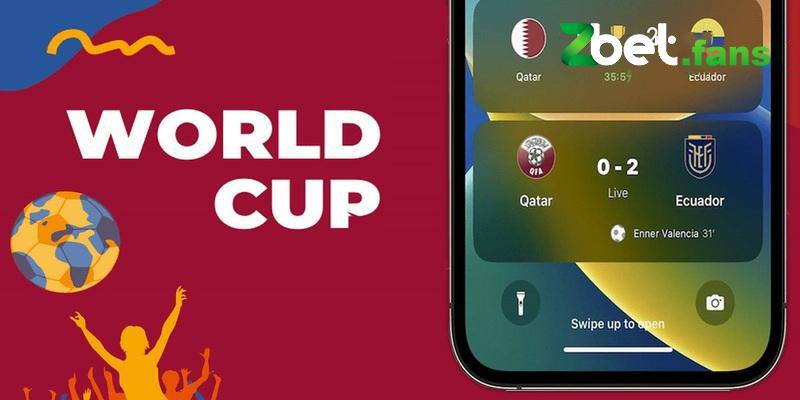 WORLD
CUP
Zbet.fans
Qatar
35:5
Ecuador
QFA
0 - 2
Live
Qatar
Ecuador
Enner Valencia 31'
Swipe up to open